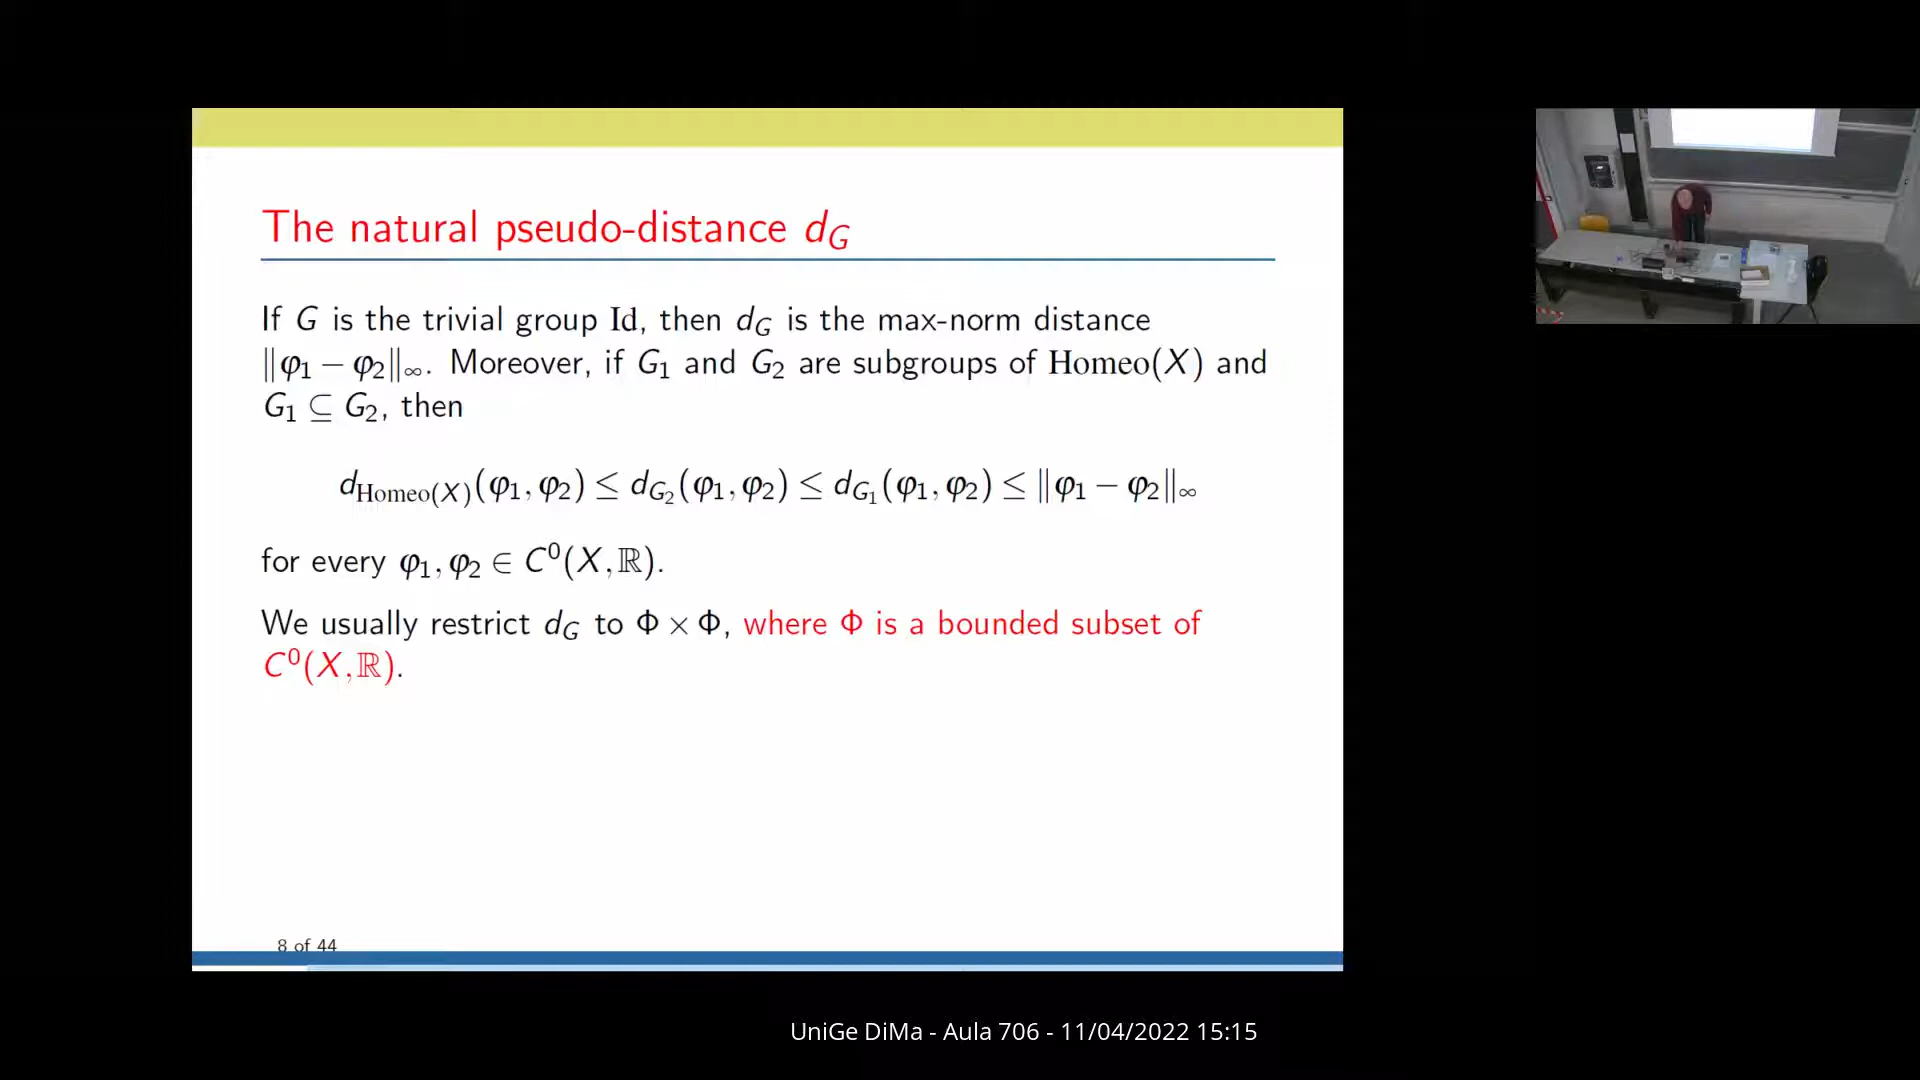 The natural pseudo-distance d_G
If G is the trivial group Id, then d_G is the max-norm distance
‖φ₁ − φ₂‖_∞. Moreover, if G₁ and G₂ are subgroups of Homeo(X) and
G₁ ⊆ G₂, then
d_Homeo(X)(φ₁, φ₂) ≤ d_G₂(φ₁, φ₂) ≤ d_G₁(φ₁, φ₂) ≤ ‖φ₁ − φ₂‖_∞
for every φ₁, φ₂ ∈ C⁰(X, ℝ).
We usually restrict d_G to Φ × Φ, where Φ is a bounded subset of
C⁰(X, ℝ).
8 of 44
UniGe DiMa - Aula 706 - 11/04/2022 15:15